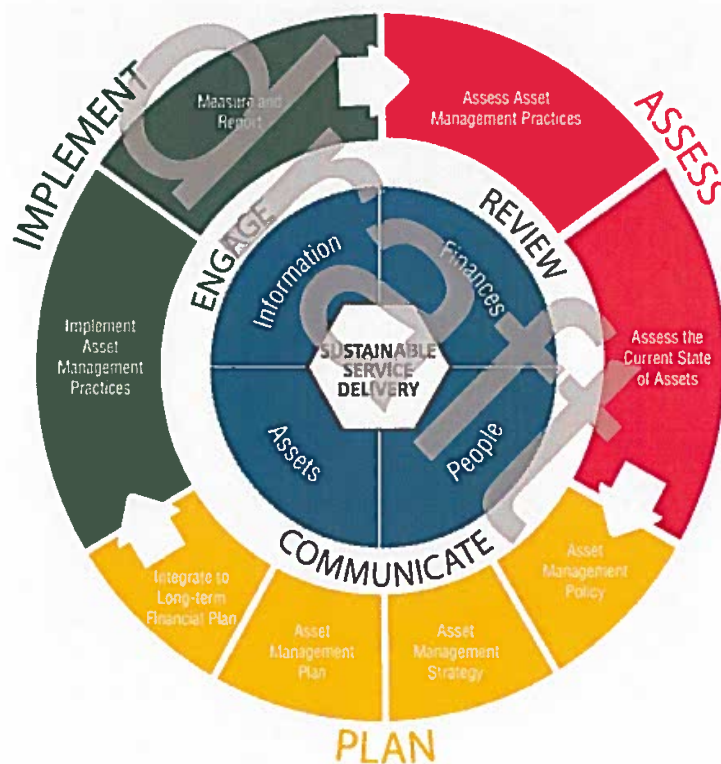 IMPLEMENT
Measure and
Report
Assess Asset
Management Practices
ASSESS
ENGAGE
REVIEW
Information
Finances
Implement
Asset
Management
Practices
SUSTAINABLE
SERVICE
DELIVERY
Assess the
Current State
of Assets
Assets
People
COMMUNICATE
Integrate to
Long-term
Financial Plan
Asset
Management
Plan
Asset
Management
Strategy
Asset
Management
Policy
PLAN
draft